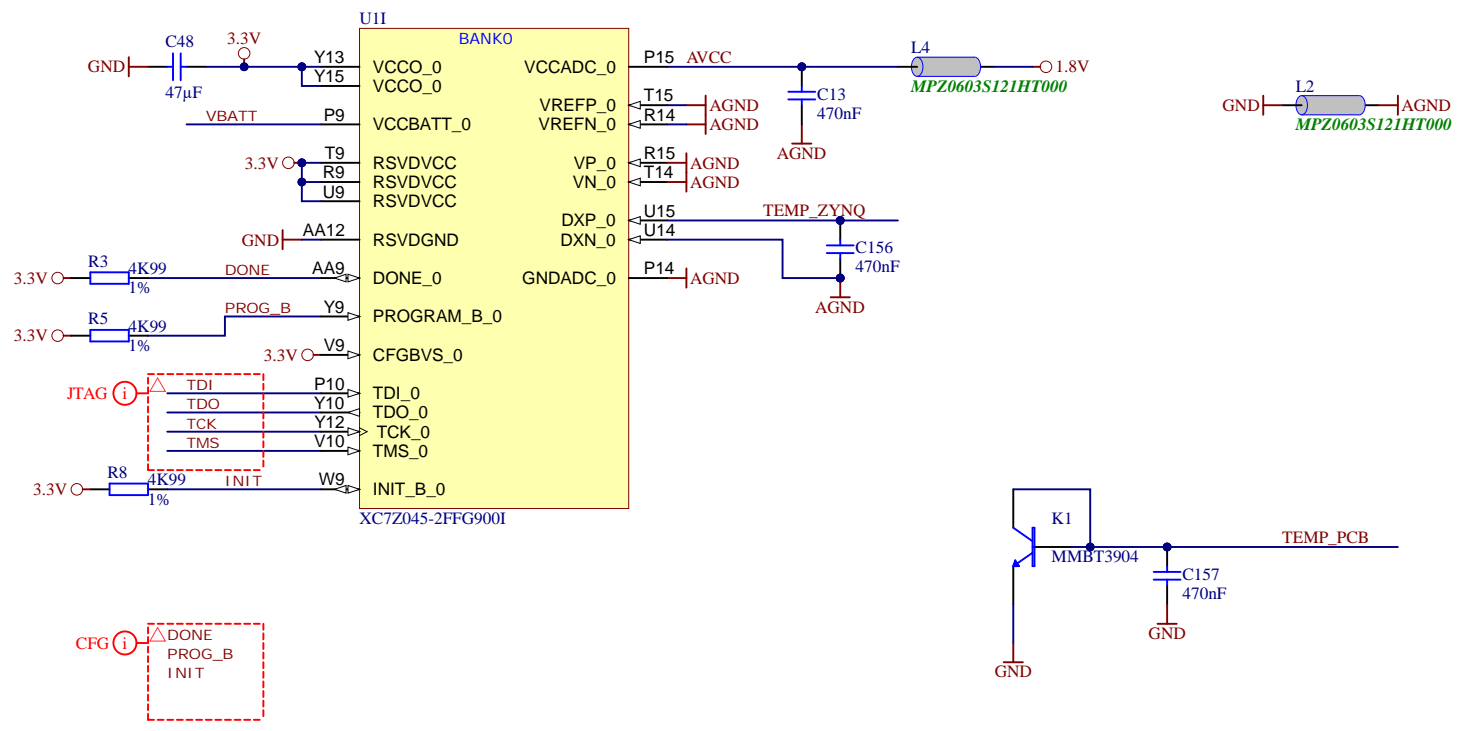 U1I
BANK0
C48
3.3V
GND
47µF
Y13
VCCO_0
Y15
VCCO_0
VBATT
P9
VCCBATT_0
3.3V
T9
RSVDVCC
R9
RSVDVCC
U9
RSVDVCC
GND
AA12
RSVDGND
R3
3.3V
4K99
1%
DONE
AA9
DONE_0
R5
3.3V
4K99
1%
PROG_B
Y9
PROGRAM_B_0
3.3V
V9
CFGBVS_0
JTAG
i
TDI
P10
TDI_0
TDO
Y10
TDO_0
TCK
Y12
TCK_0
TMS
V10
TMS_0
R8
3.3V
4K99
1%
INIT
W9
INIT_B_0
XC7Z045-2FFG900I
VCCADC_0
P15
AVCC
L4
1.8V
MPZ0603S121HT000
C13
470nF
AGND
VREFP_0
T15
AGND
VREFN_0
R14
AGND
VP_0
R15
AGND
VN_0
T14
AGND
DXP_0
U15
TEMP_ZYNQ
DXN_0
U14
C156
470nF
AGND
GNDADC_0
P14
AGND
L2
GND
AGND
MPZ0603S121HT000
K1
MMBT3904
TEMP_PCB
C157
470nF
GND
GND
CFG
i
DONE
PROG_B
INIT